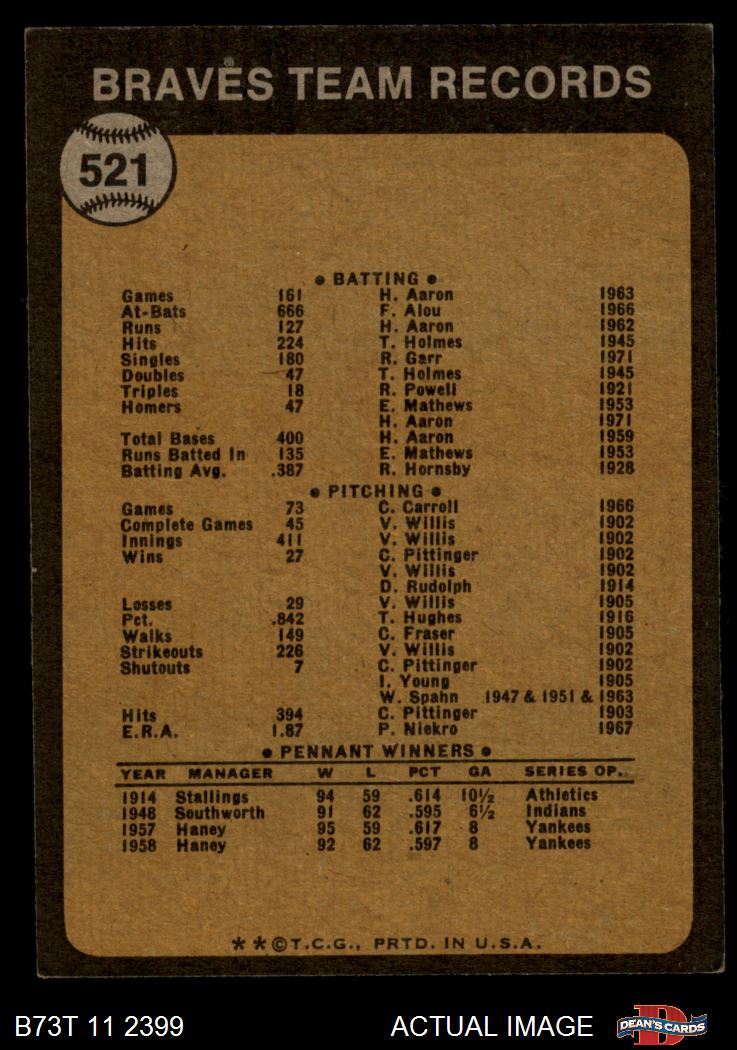 BRAVES TEAM RECORDS
521
• BATTING •
Games 161 H. Aaron 1963
At-Bats 666 F. Alou 1966
Runs 127 H. Aaron 1962
Hits 224 T. Holmes 1945
Singles 180 R. Garr 1971
Doubles 47 T. Holmes 1945
Triples 18 R. Powell 1921
Homers 47 E. Mathews 1953
H. Aaron 1971
Total Bases 400 H. Aaron 1959
Runs Batted In 135 E. Mathews 1953
Batting Avg. .387 R. Hornsby 1928
• PITCHING •
Games 73 C. Carroll 1966
Complete Games 45 V. Willis 1902
Innings 411 V. Willis 1902
Wins 27 C. Pittinger 1902
V. Willis 1902
D. Rudolph 1914
Losses 29 V. Willis 1905
Pct. .842 T. Hughes 1916
Walks 149 C. Fraser 1905
Strikeouts 226 V. Willis 1902
Shutouts 7 C. Pittinger 1902
I. Young 1905
W. Spahn 1947 & 1951 & 1963
Hits 394 C. Pittinger 1903
E.R.A. 1.87 P. Niekro 1967
• PENNANT WINNERS •
YEAR MANAGER W L PCT GA SERIES OP.
1914 Stallings 94 59 .614 10½ Athletics
1948 Southworth 91 62 .595 6½ Indians
1957 Haney 95 59 .617 8 Yankees
1958 Haney 92 62 .597 8 Yankees
**©T.C.G., PRTD. IN U.S.A.
B73T 11 2399 ACTUAL IMAGE D DEAN'S CARDS